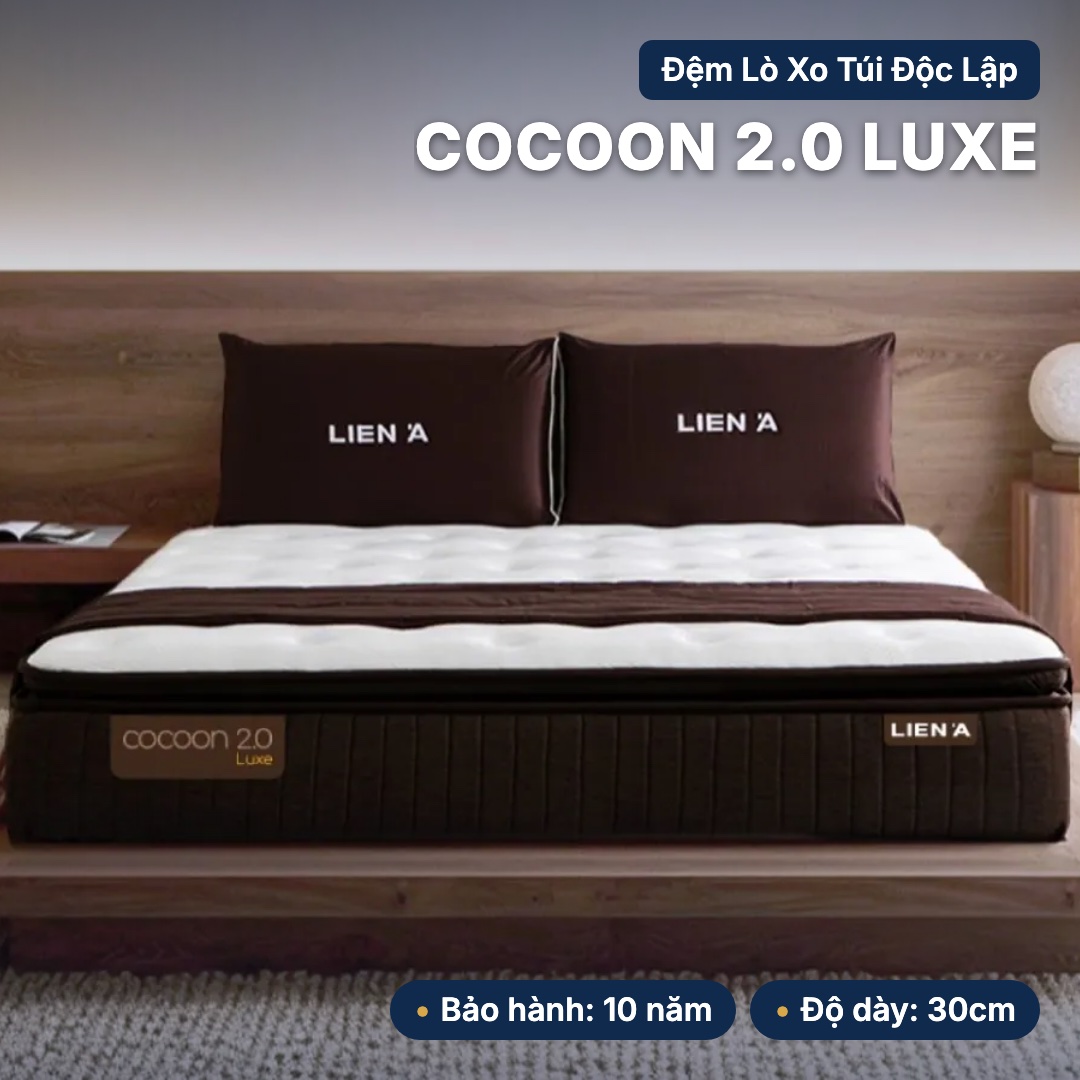 Đệm Lò Xo Túi Độc Lập
COCOON 2.0 LUXE
LIEN 'A
LIEN 'A
cocoon 2.0
Luxe
LIEN 'A
Bảo hành: 10 năm
Độ dày: 30cm